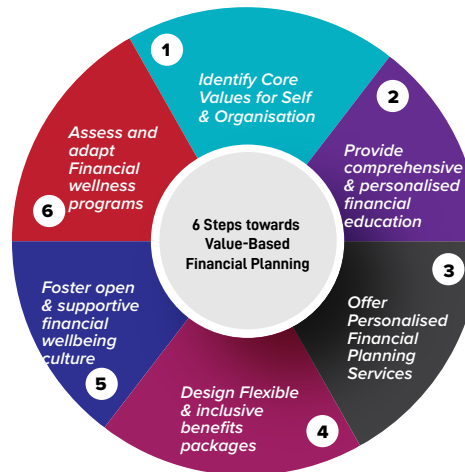 6 Steps towards
Value-Based
Financial Planning
1
Identify Core
Values for Self
& Organisation
2
Provide
comprehensive
& personalised
financial
education
3
Offer
Personalised
Financial
Planning
Services
4
Design Flexible
& inclusive
benefits
packages
5
Foster open
& supportive
financial
wellbeing
culture
6
Assess and
adapt
Financial
wellness
programs